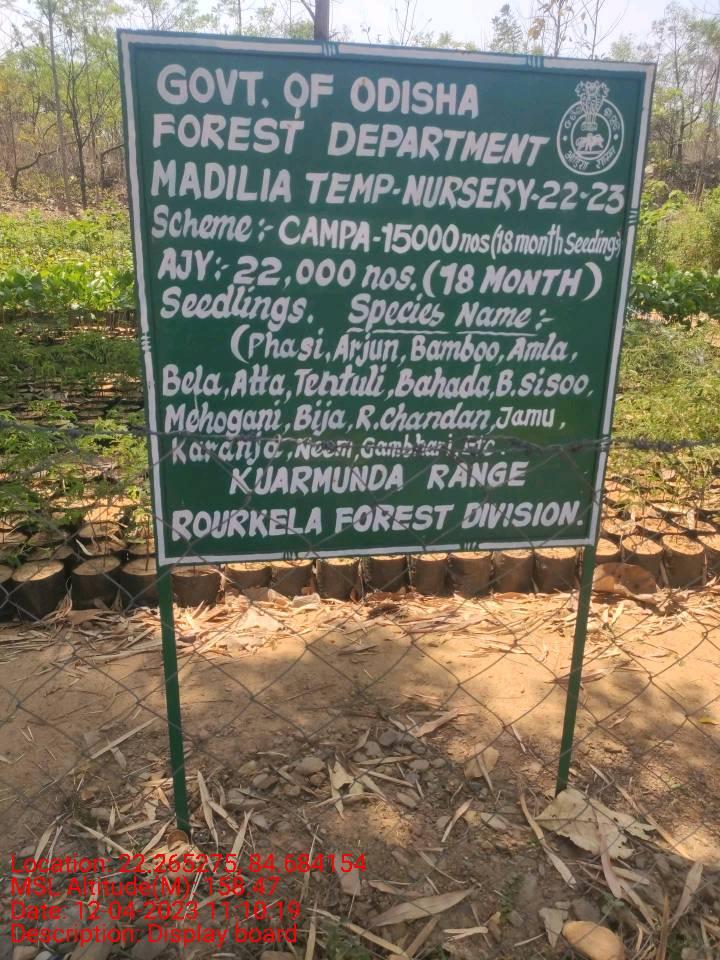 GOVT. OF ODISHA
FOREST DEPARTMENT
MADILIA TEMP-NURSERY-22-23
Scheme:- CAMPA-15000 nos (18 month Seedling)
AJY:- 22,000 nos. (18 MONTH)
Seedlings. Species Name:-
(Phasi, Arjun, Bamboo, Amla,
Bela, Atta, Tentuli, Bahada, B.sisoo,
Mehogani, Bija, R.Chandan, Jamu,
Karanja, Neem, Gambhari, Etc.
KUARMUNDA RANGE
ROURKELA FOREST DIVISION.
Location: 22.265275, 84.684154
MSL Altitude(M): 158.47
Date: 12-04-2023 11:10:19
Description: Display board